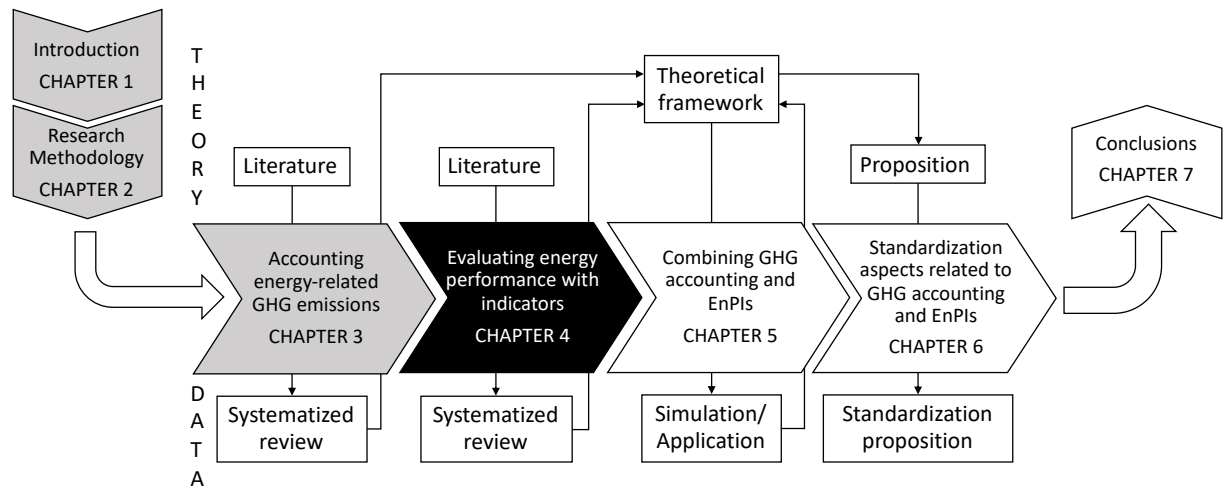 Introduction
CHAPTER 1
Research
Methodology
CHAPTER 2
T
H
E
O
R
Y
Theoretical
framework
Literature
Literature
Proposition
Conclusions
CHAPTER 7
Accounting
energy-related
GHG emissions
CHAPTER 3
Evaluating energy
performance with
indicators
CHAPTER 4
Combining GHG
accounting and
EnPIs
CHAPTER 5
Standardization
aspects related to
GHG accounting
and EnPIs
CHAPTER 6
D
A
T
A
Systematized
review
Systematized
review
Simulation/
Application
Standardization
proposition